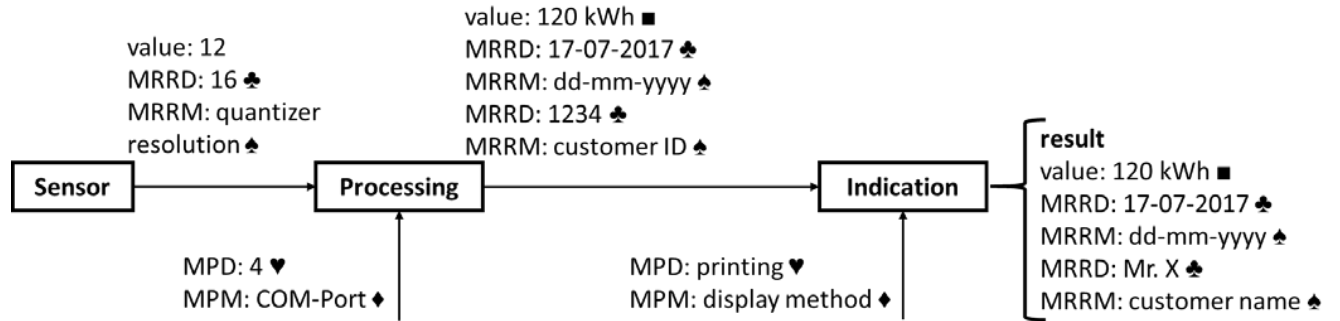 value: 12
MRRD: 16 ♣
MRRM: quantizer
resolution ♠
value: 120 kWh ■
MRRD: 17-07-2017 ♣
MRRM: dd-mm-yyyy ♠
MRRD: 1234 ♣
MRRM: customer ID ♠
Sensor
Processing
Indication
MPD: 4 ♥
MPM: COM-Port ♦
MPD: printing ♥
MPM: display method ♦
result
value: 120 kWh ■
MRRD: 17-07-2017 ♣
MRRM: dd-mm-yyyy ♠
MRRD: Mr. X ♣
MRRM: customer name ♠